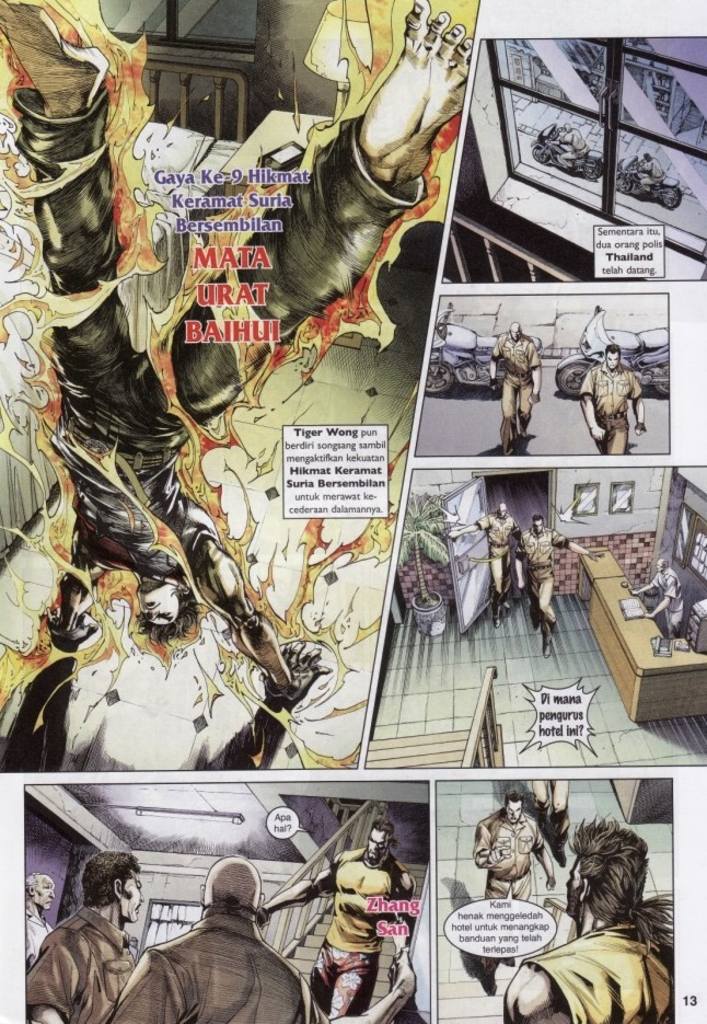 Gaya Ke-9 Hikmat
Keramat Suria
Bersembilan
MATA
URAT
BAIHUI
Tiger Wong pun
berdiri songsang sambil
mengaktifkan kekuatan
Hikmat Keramat
Suria Bersembilan
untuk merawat ke-
cederaan dalamannya.
Sementara itu,
dua orang polis
Thailand
telah datang.
Di mana
pengurus
hotel ini?
Apa
hal?
Zhang
San
Kami
henak menggeledah
hotel untuk menangkap
banduan yang telah
terlepas!
13